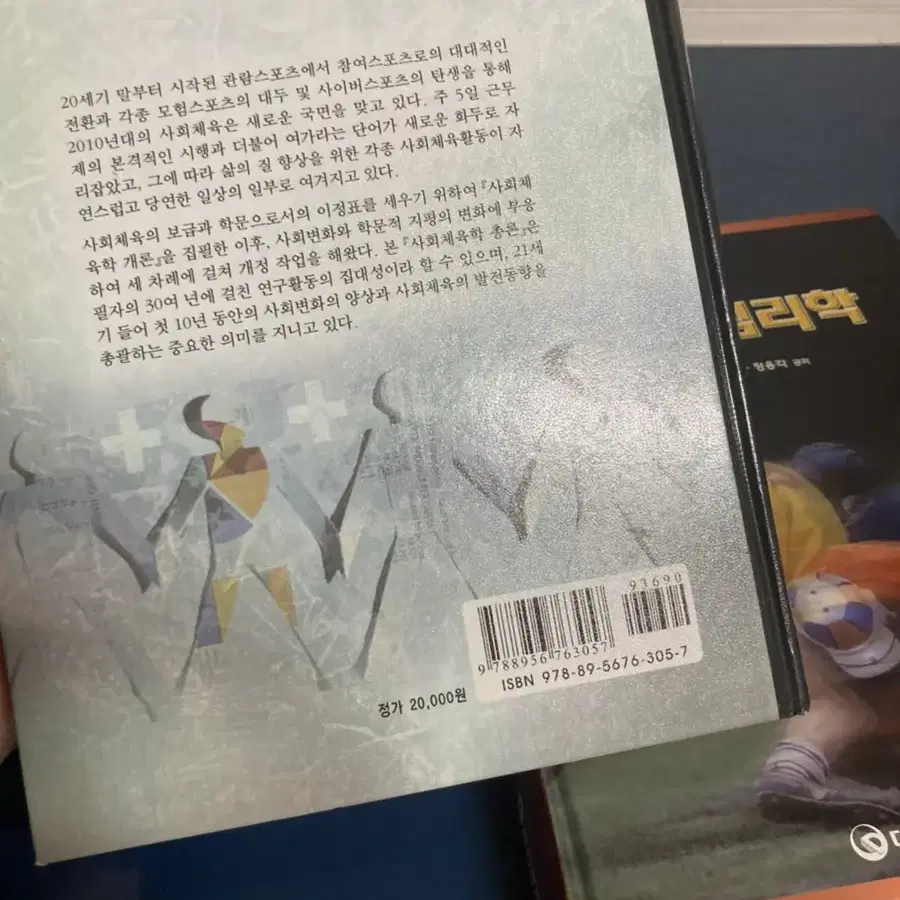 20세기 말부터 시작된 관람스포츠에서 참여스포츠로의 대대적인
전환과 각종 모험스포츠의 대두 및 사이버스포츠의 탄생을 통해
2010년대의 사회체육은 새로운 국면을 맞고 있다. 주 5일 근무
제의 본격적인 시행과 더불어 여가라는 단어가 새로운 화두로 자
리잡았고, 그에 따라 삶의 질 향상을 위한 각종 사회체육활동이 자
연스럽고 당연한 일상의 일부로 여겨지고 있다.
사회체육의 보급과 학문으로서의 이정표를 세우기 위하여 『사회체
육학 개론』을 집필한 이후, 사회변화와 학문적 지평의 변화에 부응
하여 세 차례에 걸쳐 개정 작업을 해왔다. 본 『사회체육학 총론』은
필자의 30여 년에 걸친 연구활동의 집대성이라 할 수 있으며, 21세
기 들어 첫 10년 동안의 사회변화의 양상과 사회체육의 발전동향을
총괄하는 중요한 의미를 지니고 있다.
93690
9 788956 763057
ISBN 978-89-5676-305-7
정가 20,000원
심리학
공저